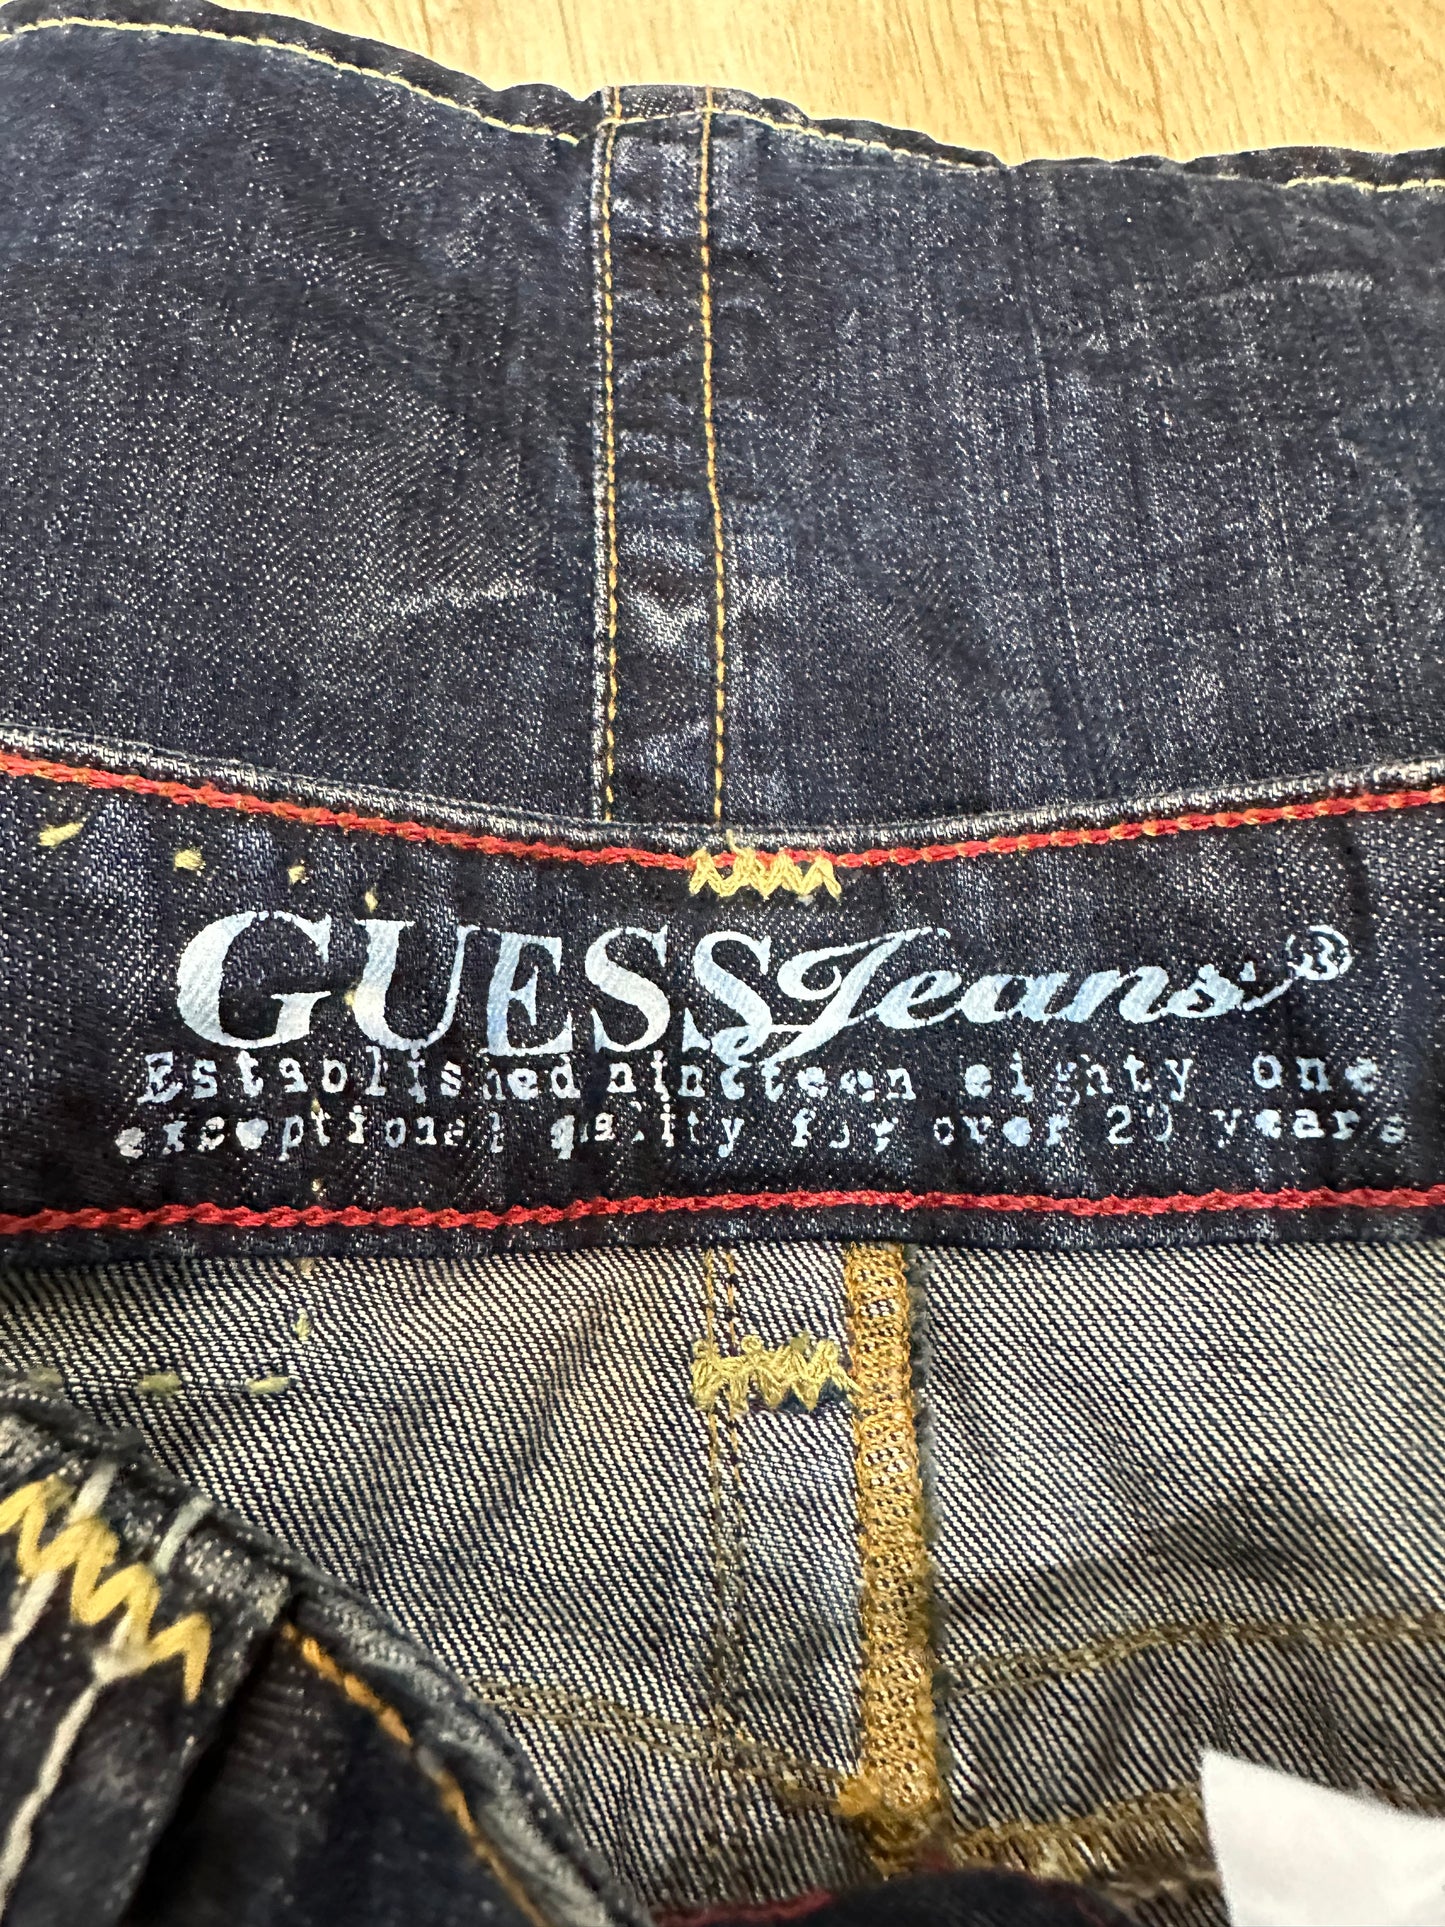 GUESS Jeans ®
Established nineteen eighty one
exceptional quality for over 20 years